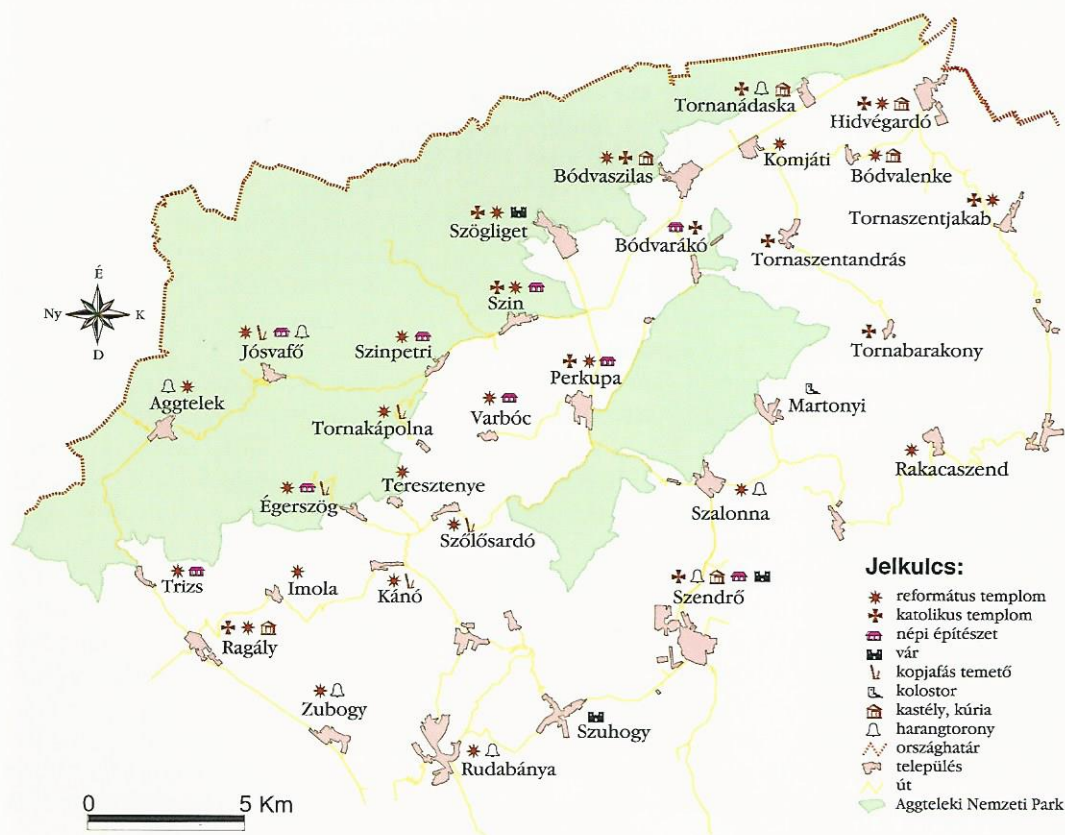 Tornanádaska
Hidvégardó
Komjáti
Bódvaszilas
Bódvalenke
Tornaszentjakab
Szögliget
Bódvarákó
Tornaszentandrás
É
Ny
K
D
Szin
Jósvafő
Szinpetri
Tornabarakony
Perkupa
Aggtelek
Varbóc
Martonyi
Tornakápolna
Rakacaszend
Teresztenye
Égerszög
Szalonna
Szőlősardó
Trizs
Imola
Kánó
Szendrő
Ragály
Zubogy
Szuhogy
Rudabánya
Jelkulcs:
református templom
katolikus templom
népi építészet
vár
kopjafás temető
kolostor
kastély, kúria
harangtorony
országhatár
település
út
Aggteleki Nemzeti Park
0
5 Km